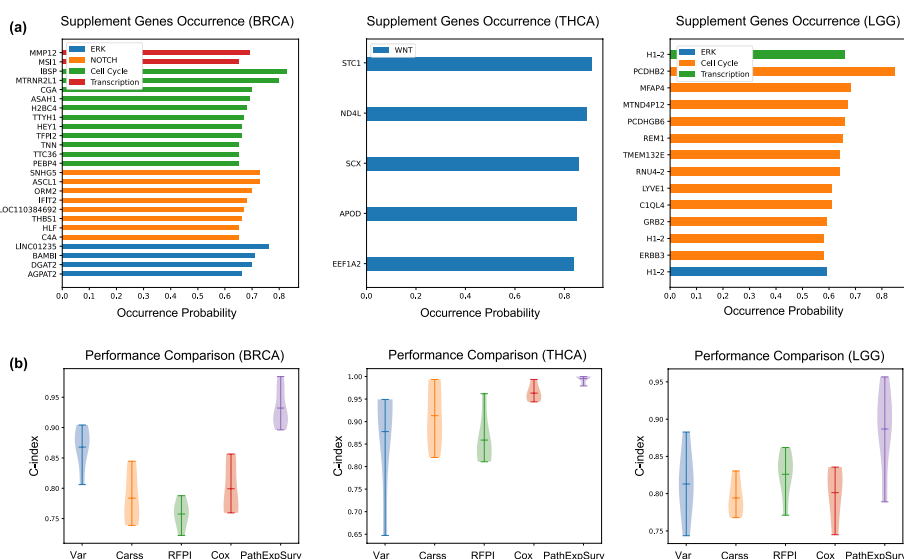 (a)
Supplement Genes Occurrence (BRCA)
MMP12
MSI1
IBSP
MTRNR2L1
CGA
ASAH1
H2BC4
TTYH1
HEY1
TFPI2
TNN
TTC36
PEBP4
SNHG5
ASCL1
ORM2
IFIT2
LOC110384692
THBS1
HLF
C4A
LINC01235
BAMBI
DGAT2
AGPAT2
ERK
NOTCH
Cell Cycle
Transcription
0.0 0.1 0.2 0.3 0.4 0.5 0.6 0.7 0.8
Occurrence Probability
Supplement Genes Occurrence (THCA)
WNT
STC1
ND4L
SCX
APOD
EEF1A2
0.0 0.2 0.4 0.6 0.8
Occurrence Probability
Supplement Genes Occurrence (LGG)
ERK
Cell Cycle
Transcription
H1-2
PCDHB2
MFAP4
MTND4P12
PCDHGB6
REM1
TMEM132E
RNU4-2
LYVE1
C1QL4
GRB2
H1-2
ERBB3
H1-2
0.0 0.1 0.2 0.3 0.4 0.5 0.6 0.7 0.8
Occurrence Probability
(b)
Performance Comparison (BRCA)
C-index
0.95
0.90
0.85
0.80
0.75
Var Carss RFPI Cox PathExpSurv
Performance Comparison (THCA)
C-index
1.00
0.95
0.90
0.85
0.80
0.75
0.70
0.65
Var Carss RFPI Cox PathExpSurv
Performance Comparison (LGG)
C-index
0.95
0.90
0.85
0.80
0.75
Var Carss RFPI Cox PathExpSurv